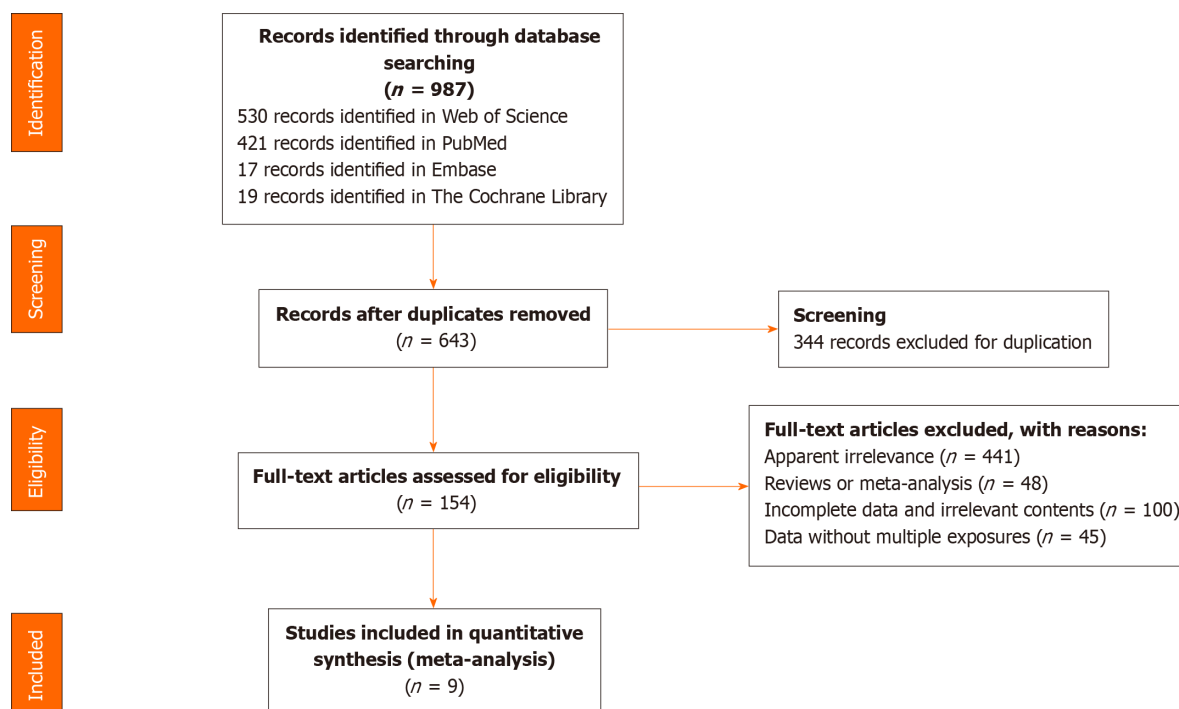 Identification
Records identified through database
searching
(n = 987)
530 records identified in Web of Science
421 records identified in PubMed
17 records identified in Embase
19 records identified in The Cochrane Library
Screening
Records after duplicates removed
(n = 643)
Screening
344 records excluded for duplication
Eligibility
Full-text articles assessed for eligibility
(n = 154)
Full-text articles excluded, with reasons:
Apparent irrelevance (n = 441)
Reviews or meta-analysis (n = 48)
Incomplete data and irrelevant contents (n = 100)
Data without multiple exposures (n = 45)
Included
Studies included in quantitative
synthesis (meta-analysis)
(n = 9)